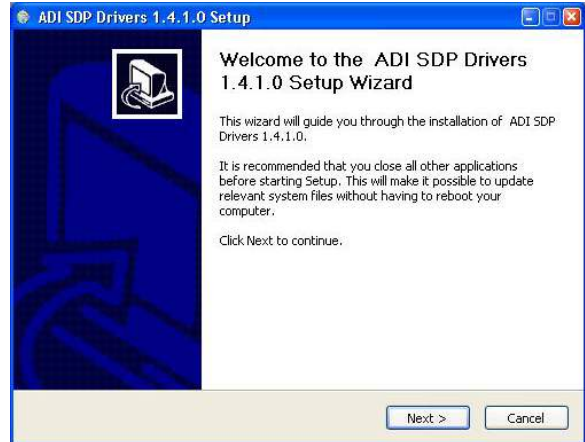 ADI SDP Drivers 1.4.1.0 Setup
Welcome to the ADI SDP Drivers
1.4.1.0 Setup Wizard
This wizard will guide you through the installation of ADI SDP
Drivers 1.4.1.0.
It is recommended that you close all other applications
before starting Setup. This will make it possible to update
relevant system files without having to reboot your
computer.
Click Next to continue.
Next >
Cancel